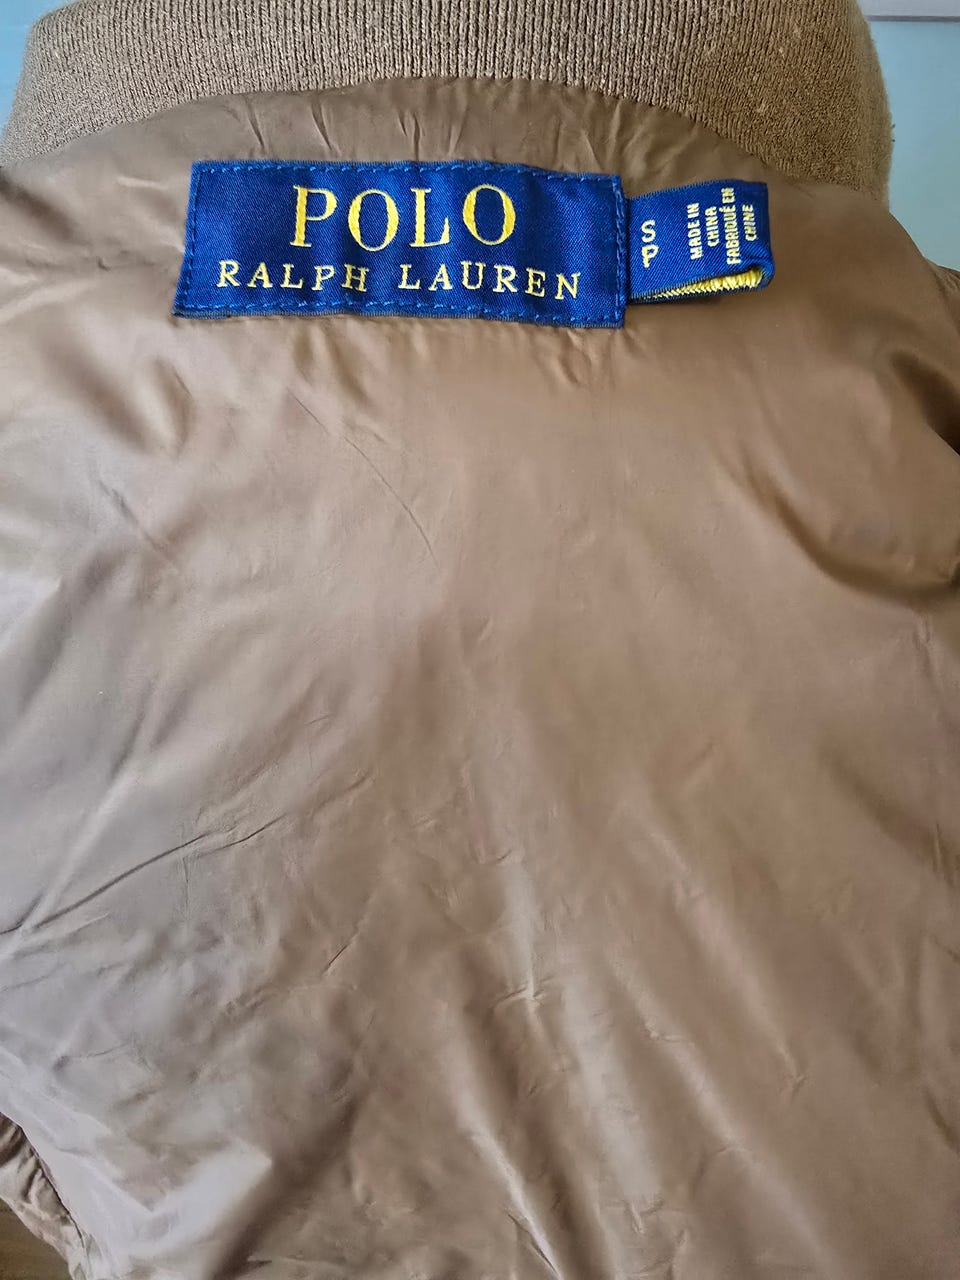 POLO
RALPH LAUREN
S
P
MADE IN
CHINA
FABRIQUÉ EN
CHINE